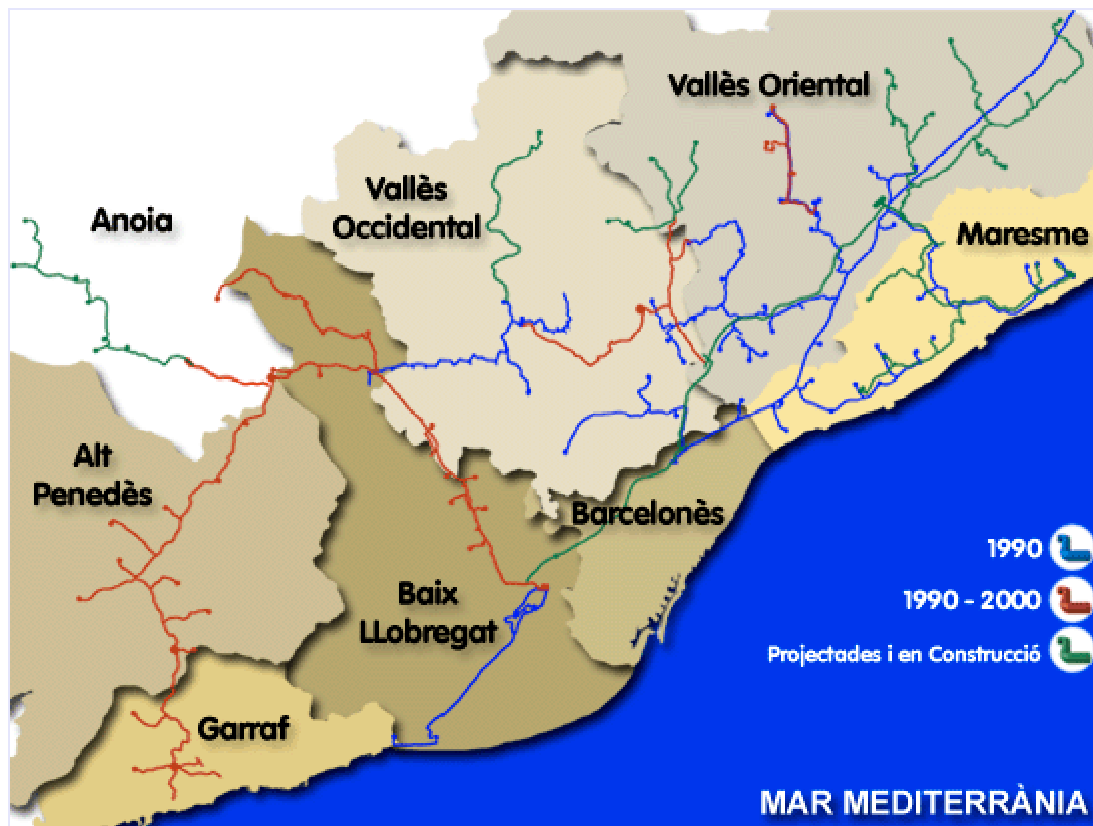 Vallès Oriental
Vallès
Occidental
Anoia
Maresme
Alt
Penedès
Barcelonès
1990
1990 - 2000
Baix
LLobregat
Projectades i en Construcció
Garraf
MAR MEDITERRÀNIA